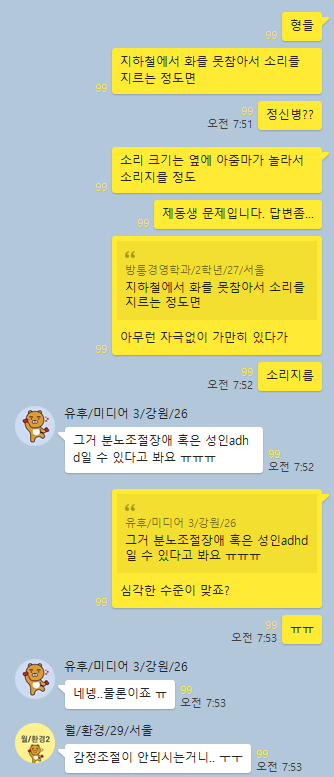 형들
99
지하철에서 화를 못참아서 소리를
지르는 정도면
99
정신병??
99
오전 7:51
소리 크기는 옆에 아줌마가 놀라서
소리지를 정도
99
제동생 문제입니다. 답변좀...
99
방통경영학과/2학년/27/서울
지하철에서 화를 못참아서 소리를
지르는 정도면
아무런 자극없이 가만히 있다가
99
소리지름
99
오전 7:52
유후/미디어 3/강원/26
그거 분노조절장애 혹은 성인adh
d일 수 있다고 봐요 ㅠㅠㅠ
99
오전 7:52
유후/미디어 3/강원/26
그거 분노조절장애 혹은 성인adhd
일 수 있다고 봐요 ㅠㅠㅠ
심각한 수준이 맞죠?
99
ㅠㅠ
99
오전 7:53
유후/미디어 3/강원/26
네넹..물론이죠 ㅠ
99
오전 7:53
월/환경2
월/환경/29/서울
감정조절이 안되시는거니.. ㅜㅜ
99
오전 7:53